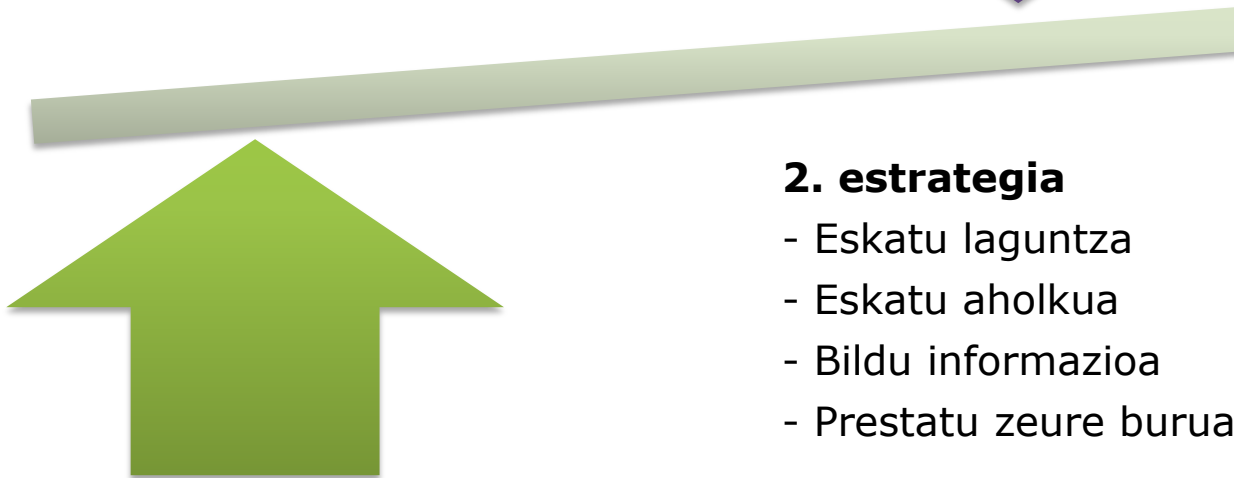 2. estrategia
- Eskatu laguntza
- Eskatu aholkua
- Bildu informazioa
- Prestatu zeure burua